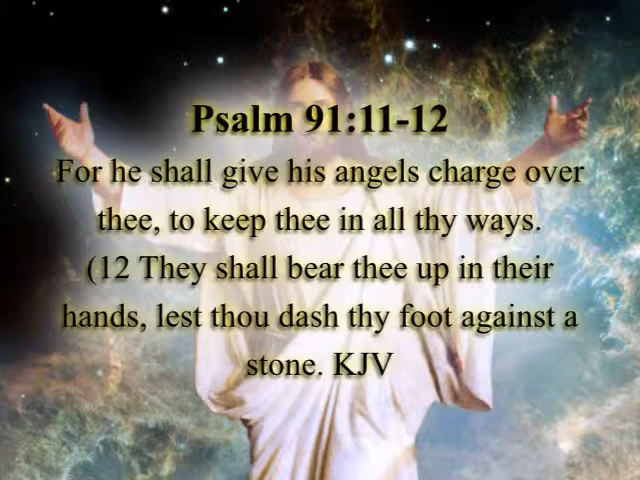 Psalm 91:11-12
For he shall give his angels charge over
thee, to keep thee in all thy ways.
(12 They shall bear thee up in their
hands, lest thou dash thy foot against a
stone. KJV